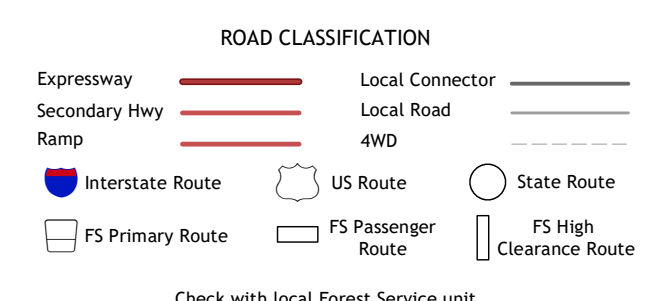 ROAD CLASSIFICATION
Expressway
Local Connector
Secondary Hwy
Local Road
Ramp
4WD
Interstate Route
US Route
State Route
FS Primary Route
FS Passenger
Route
FS High
Clearance Route
Check with local Forest Service unit